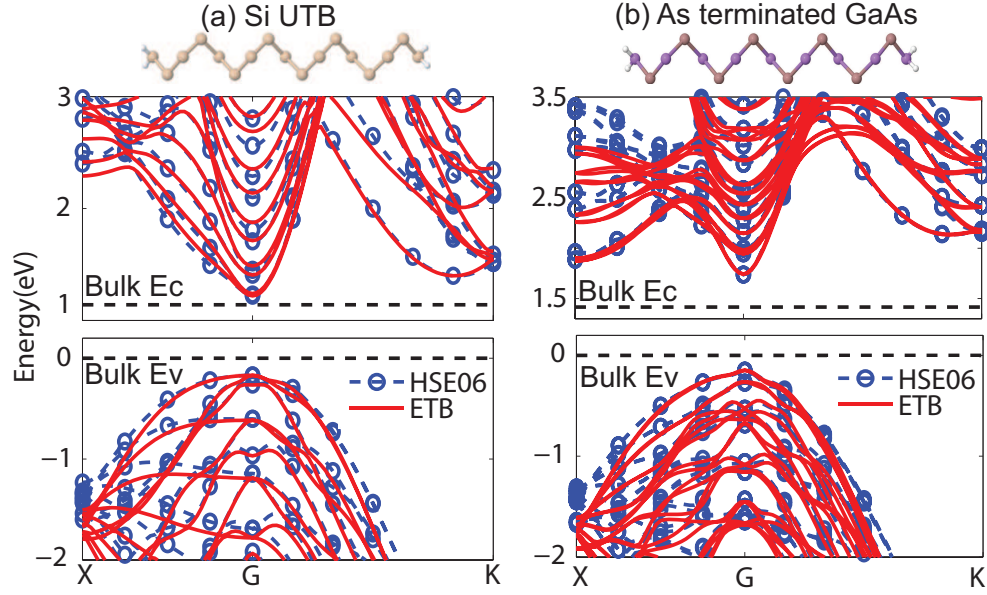 (a) Si UTB
(b) As terminated GaAs
Energy(eV)
3
2
1
Bulk Ec
0
Bulk Ev
HSE06
ETB
−1
−2
X
G
K
3.5
2.5
1.5
Bulk Ec
0
Bulk Ev
HSE06
ETB
−1
−2
X
G
K